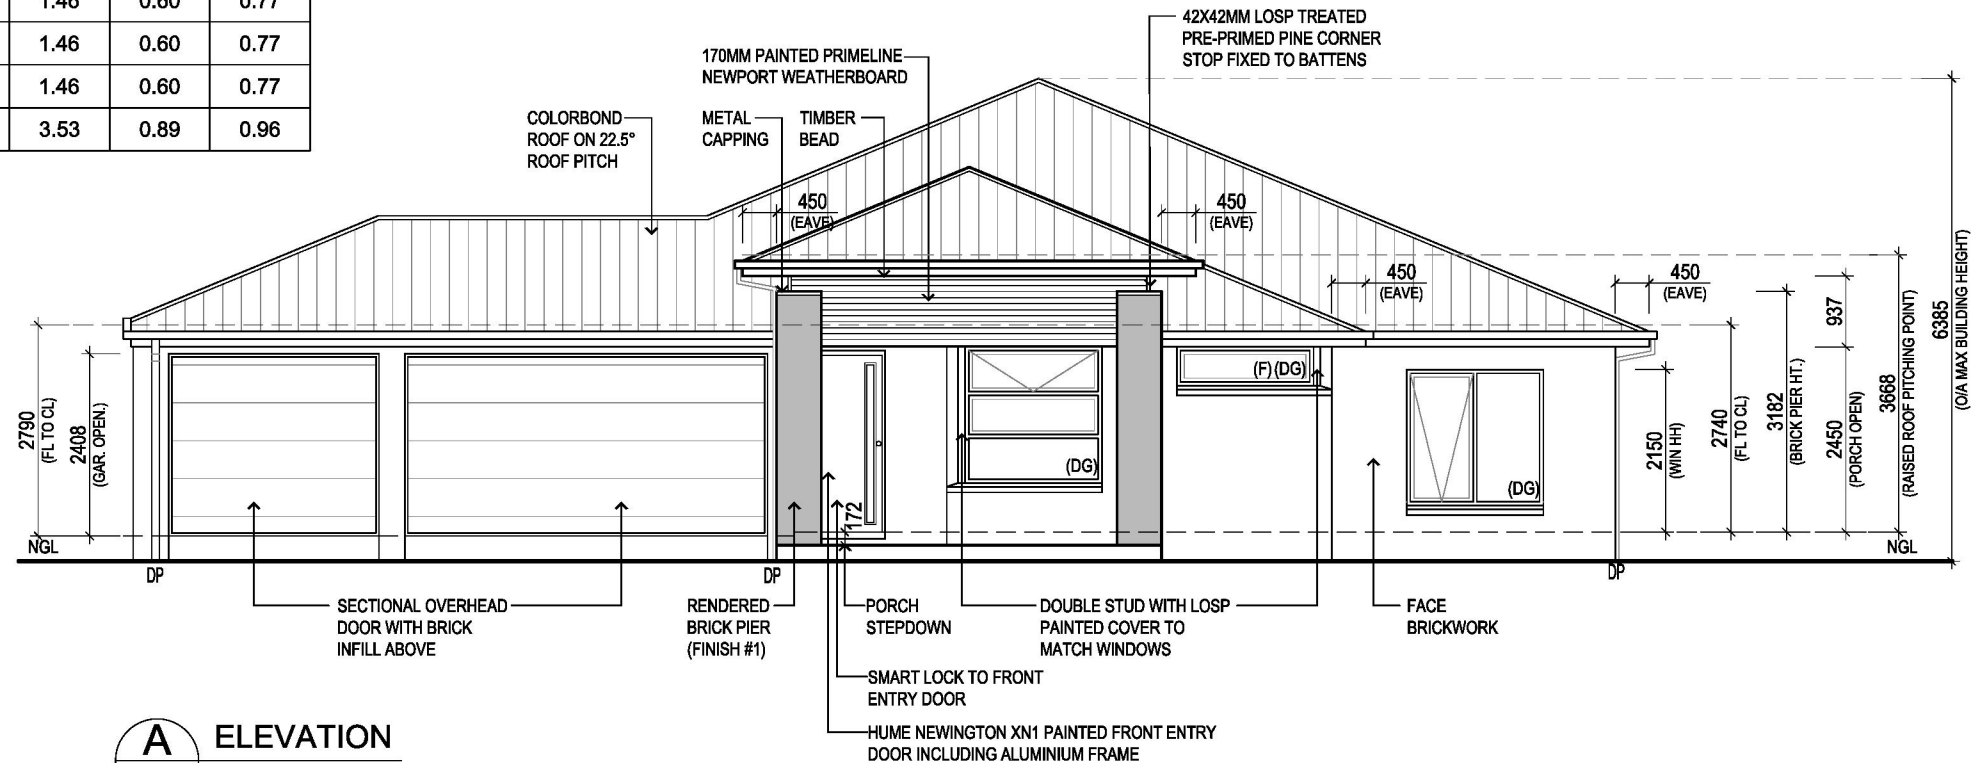 1.46 0.60 0.77
1.46 0.60 0.77
1.46 0.60 0.77
3.53 0.89 0.96
42X42MM LOSP TREATED
PRE-PRIMED PINE CORNER
STOP FIXED TO BATTENS
170MM PAINTED PRIMELINE
NEWPORT WEATHERBOARD
COLORBOND
ROOF ON 22.5°
ROOF PITCH
METAL
CAPPING
TIMBER
BEAD
450
(EAVE)
450
(EAVE)
450
(EAVE)
450
(EAVE)
2790
(FL TO CL)
2408
(GAR. OPEN.)
172
(DG)
(F) (DG)
(DG)
2150
(WIN HH)
2740
(FL TO CL)
3182
(BRICK PIER HT.)
937
2450
(PORCH OPEN)
3668
(RAISED ROOF PITCHING POINT)
6385
(O/A MAX BUILDING HEIGHT)
NGL
NGL
DP
DP
DP
SECTIONAL OVERHEAD
DOOR WITH BRICK
INFILL ABOVE
RENDERED
BRICK PIER
(FINISH #1)
PORCH
STEPDOWN
DOUBLE STUD WITH LOSP
PAINTED COVER TO
MATCH WINDOWS
FACE
BRICKWORK
SMART LOCK TO FRONT
ENTRY DOOR
HUME NEWINGTON XN1 PAINTED FRONT ENTRY
DOOR INCLUDING ALUMINIUM FRAME
A ELEVATION